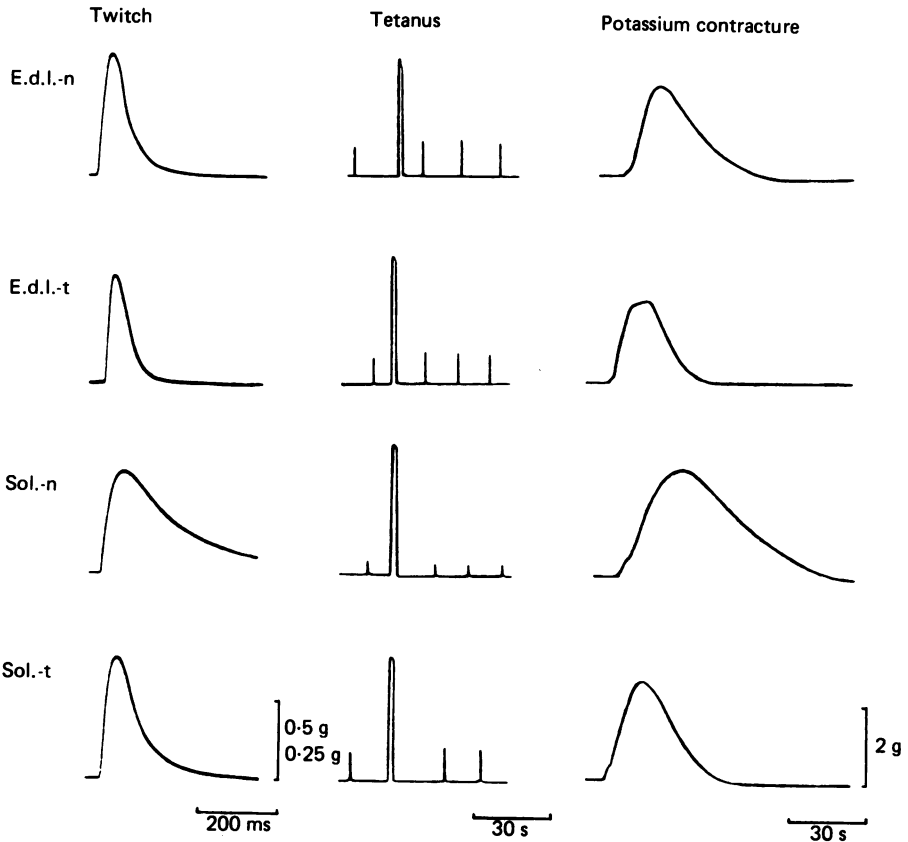 Twitch
Tetanus
Potassium contracture
E.d.l.-n
E.d.l.-t
Sol.-n
Sol.-t
0·5 g
0·25 g
2 g
200 ms
30 s
30 s